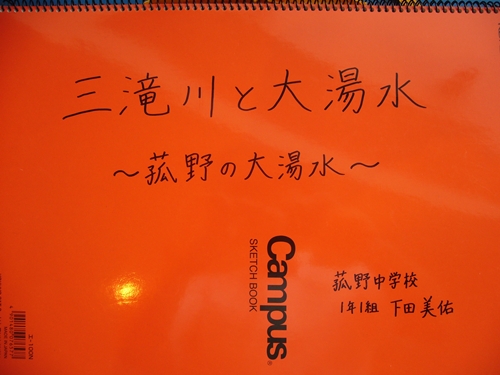 三滝川と大湯水
～菰野の大湯水～
Campus®
SKETCH BOOK
菰野中学校
1年1組 下田美佑